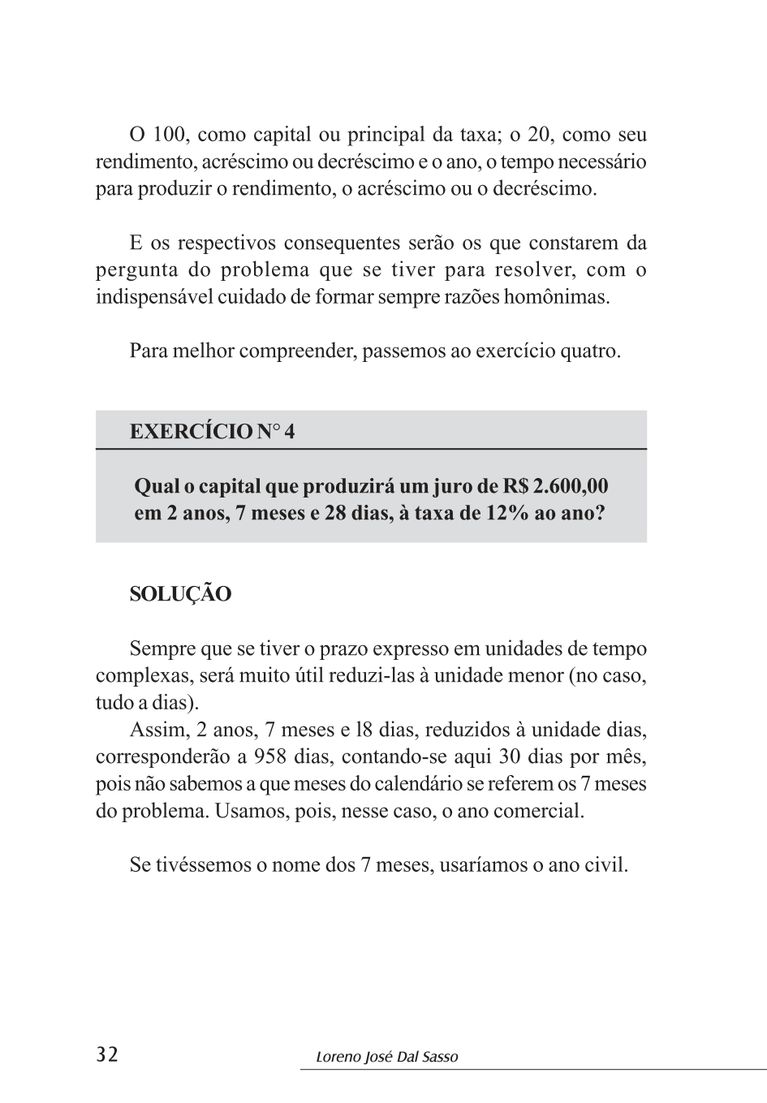 O 100, como capital ou principal da taxa; o 20, como seu
rendimento, acréscimo ou decréscimo e o ano, o tempo necessário
para produzir o rendimento, o acréscimo ou o decréscimo.
E os respectivos consequentes serão os que constarem da
pergunta do problema que se tiver para resolver, com o
indispensável cuidado de formar sempre razões homônimas.
Para melhor compreender, passemos ao exercício quatro.
EXERCÍCIO N° 4
Qual o capital que produzirá um juro de R$ 2.600,00
em 2 anos, 7 meses e 28 dias, à taxa de 12% ao ano?
SOLUÇÃO
Sempre que se tiver o prazo expresso em unidades de tempo
complexas, será muito útil reduzi-las à unidade menor (no caso,
tudo a dias).
Assim, 2 anos, 7 meses e l8 dias, reduzidos à unidade dias,
corresponderão a 958 dias, contando-se aqui 30 dias por mês,
pois não sabemos a que meses do calendário se referem os 7 meses
do problema. Usamos, pois, nesse caso, o ano comercial.
Se tivéssemos o nome dos 7 meses, usaríamos o ano civil.
32
Loreno José Dal Sasso